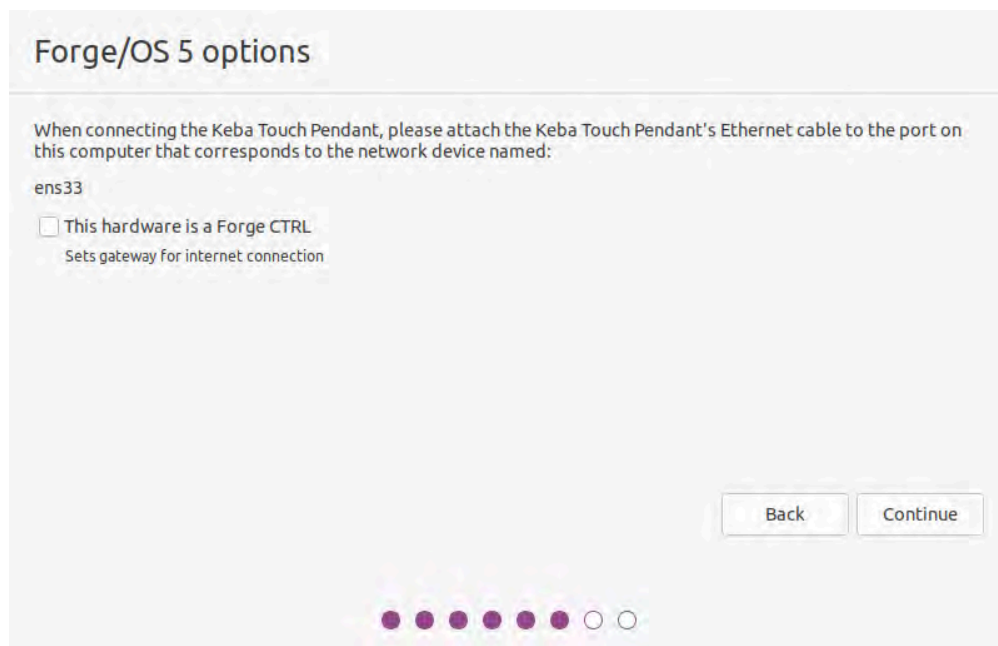 Forge/OS 5 options
When connecting the Keba Touch Pendant, please attach the Keba Touch Pendant's Ethernet cable to the port on
this computer that corresponds to the network device named:
ens33
This hardware is a Forge CTRL
Sets gateway for internet connection
Back Continue